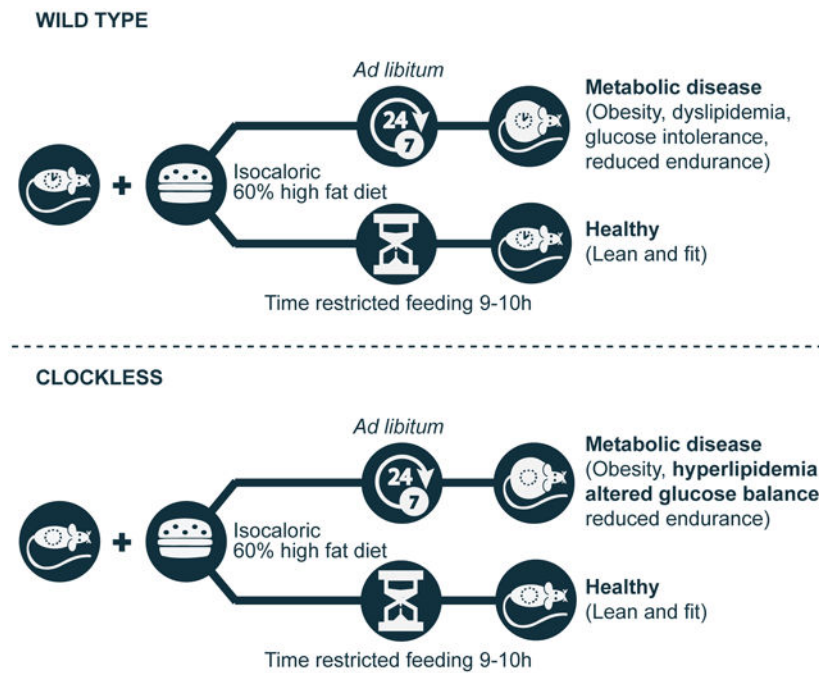 WILD TYPE
Ad libitum
24
7
Metabolic disease
(Obesity, dyslipidemia,
glucose intolerance,
reduced endurance)
+
Isocaloric
60% high fat diet
Healthy
(Lean and fit)
Time restricted feeding 9-10h
CLOCKLESS
Ad libitum
24
7
Metabolic disease
(Obesity, hyperlipidemia
altered glucose balance
reduced endurance)
+
Isocaloric
60% high fat diet
Healthy
(Lean and fit)
Time restricted feeding 9-10h